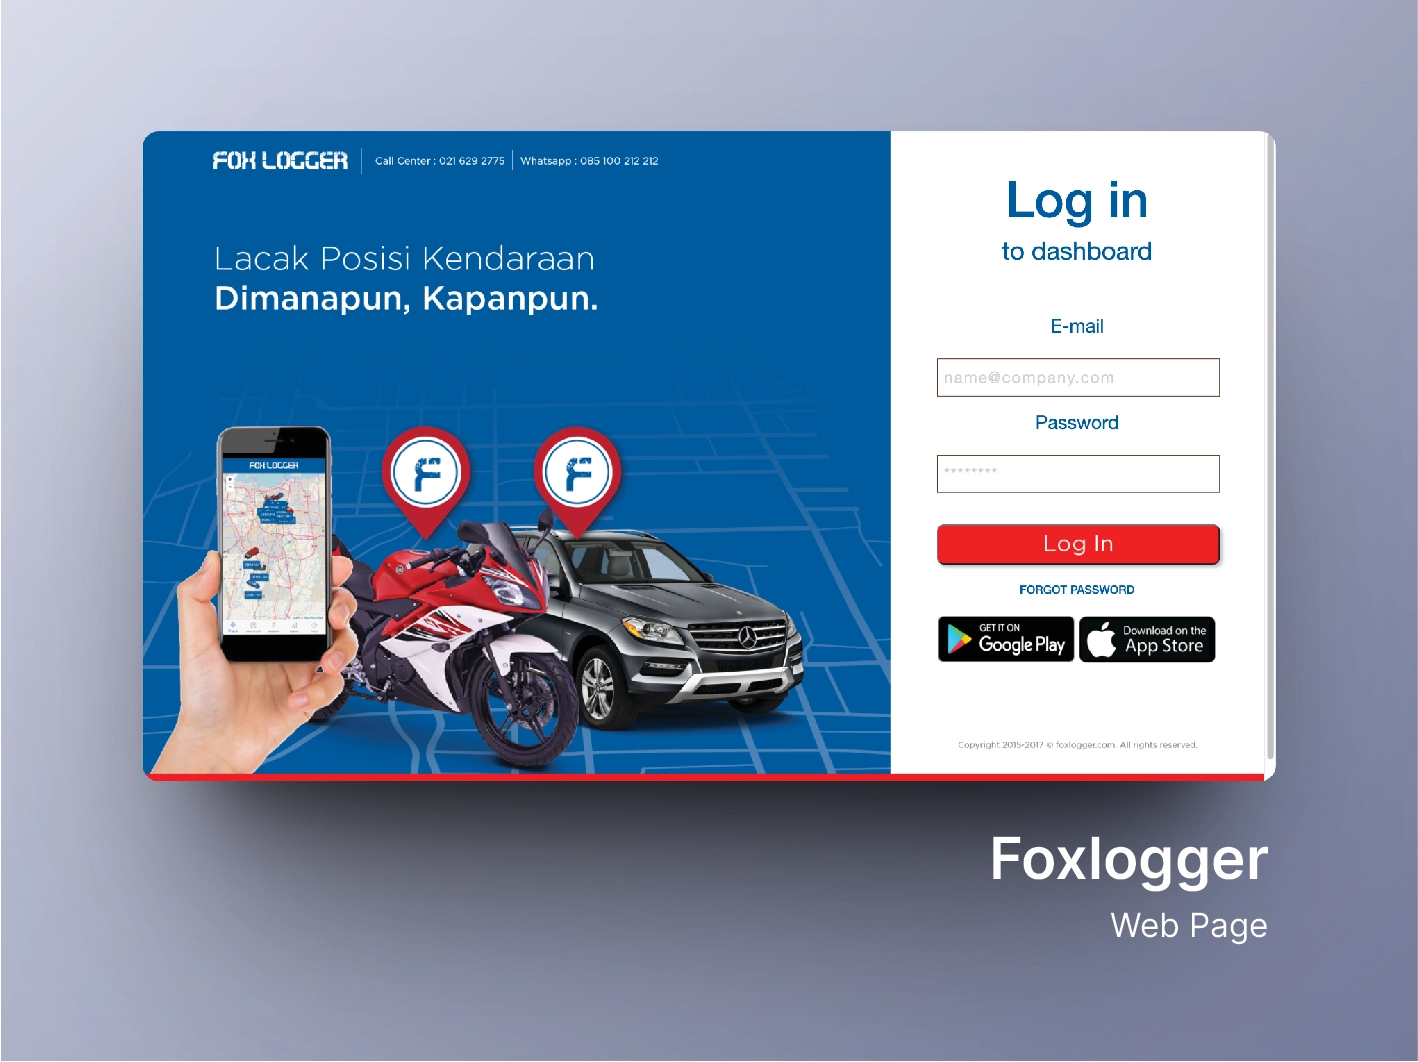 FOX LOGGER
Call Center : 021 629 2775
Whatsapp : 085 100 212 212
Lacak Posisi Kendaraan
Dimanapun, Kapanpun.
FOX LOGGER
F
F
Log in
to dashboard
E-mail
name@company.com
Password
********
Log In
FORGOT PASSWORD
GET IT ON
Google Play
Download on the
App Store
Copyright 2015-2017 © foxlogger.com, All rights reserved.
Foxlogger
Web Page